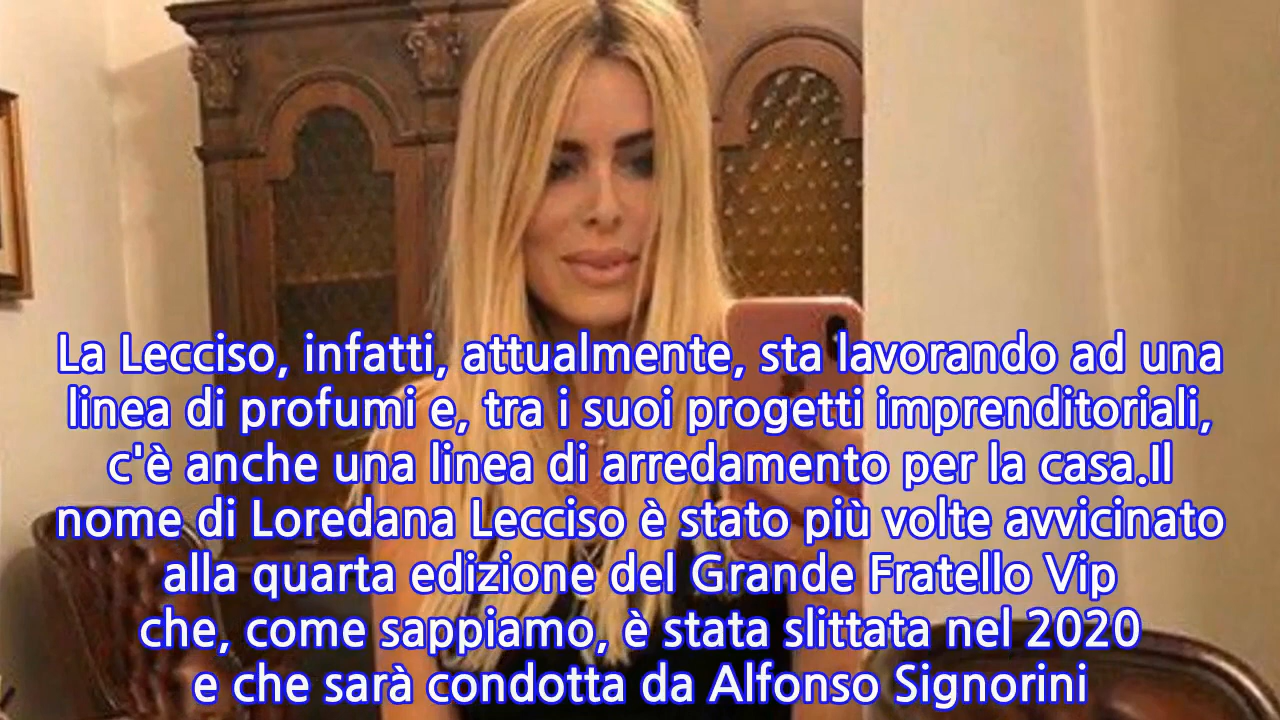 La Lecciso, infatti, attualmente, sta lavorando ad una
linea di profumi e, tra i suoi progetti imprenditoriali,
c'è anche una linea di arredamento per la casa.Il
nome di Loredana Lecciso è stato più volte avvicinato
alla quarta edizione del Grande Fratello Vip
che, come sappiamo, è stata slittata nel 2020
e che sarà condotta da Alfonso Signorini